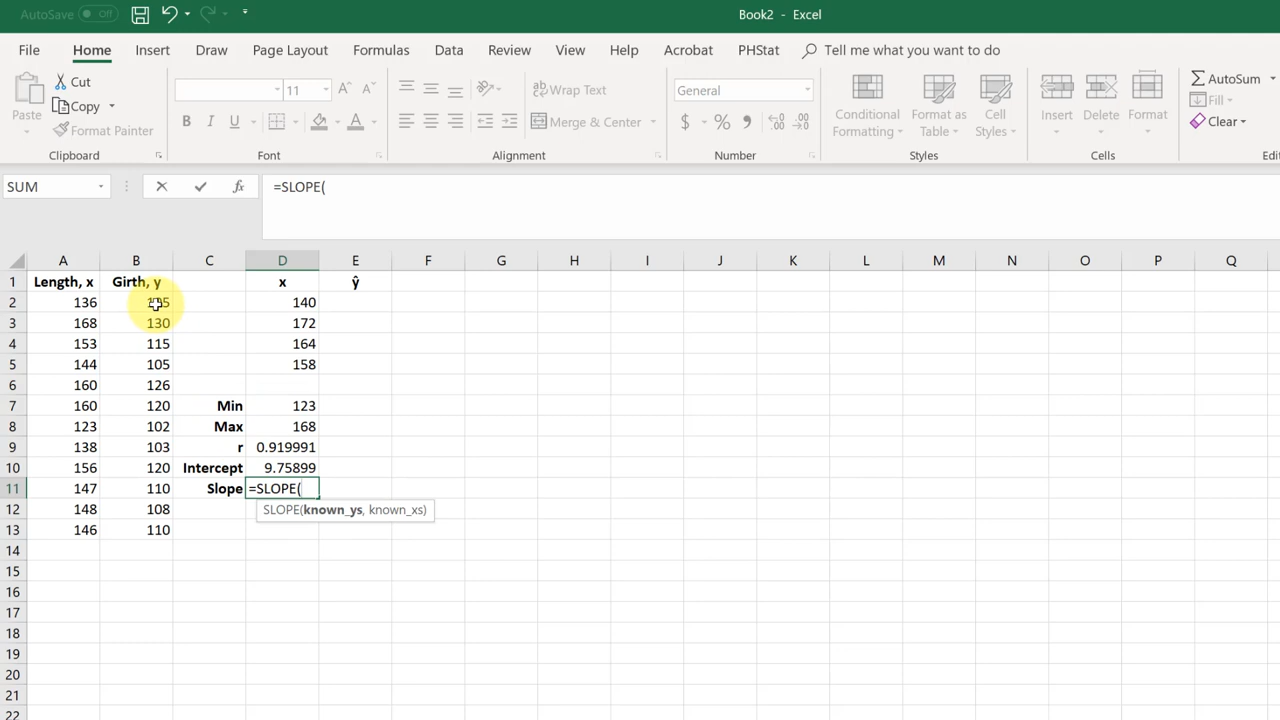 AutoSave Off Book2 - Excel
File Home Insert Draw Page Layout Formulas Data Review View Help Acrobat PHStat Tell me what you want to do
Paste
Cut
Copy
Format Painter
Clipboard
11
B I U A
Font
Wrap Text
Merge & Center
Alignment
General
$ % ,
Number
Conditional Formatting
Format as Table
Cell Styles
Styles
Insert
Delete
Format
Cells
AutoSum
Fill
Clear
SUM fx =SLOPE(
A B C D E F G H I J K L M N O P Q
1 Length, x Girth, y x ŷ
2 136 140
3 168 130 172
4 153 115 164
5 144 105 158
6 160 126
7 160 120 Min 123
8 123 102 Max 168
9 138 103 r 0.919991
10 156 120 Intercept 9.75899
11 147 110 Slope =SLOPE(
12 148 108 SLOPE(known_ys, known_xs)
13 146 110
14
15
16
17
18
19
20
21
22